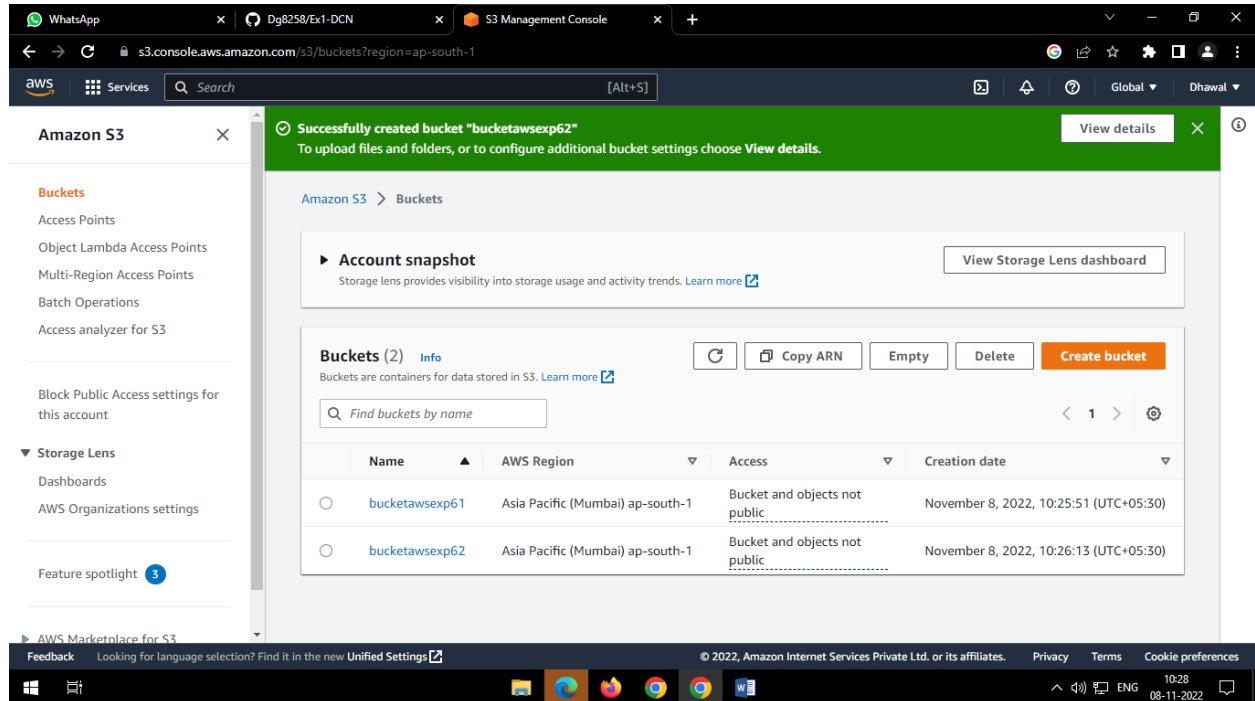 WhatsApp
Dg8258/Ex1-DCN
S3 Management Console
s3.console.aws.amazon.com/s3/buckets?region=ap-south-1
aws Services Search [Alt+S] Global Dhawal
Amazon S3
Buckets
Access Points
Object Lambda Access Points
Multi-Region Access Points
Batch Operations
Access analyzer for S3
Block Public Access settings for
this account
Storage Lens
Dashboards
AWS Organizations settings
Feature spotlight 3
AWS Marketplace for S3
Successfully created bucket "bucketawsexp62"
To upload files and folders, or to configure additional bucket settings choose View details.
View details
Amazon S3 > Buckets
Account snapshot
Storage lens provides visibility into storage usage and activity trends. Learn more
View Storage Lens dashboard
Buckets (2) Info
Buckets are containers for data stored in S3. Learn more
Copy ARN Empty Delete Create bucket
Find buckets by name
1
Name AWS Region Access Creation date
bucketawsexp61 Asia Pacific (Mumbai) ap-south-1 Bucket and objects not November 8, 2022, 10:25:51 (UTC+05:30)
public
bucketawsexp62 Asia Pacific (Mumbai) ap-south-1 Bucket and objects not November 8, 2022, 10:26:13 (UTC+05:30)
public
Feedback Looking for language selection? Find it in the new Unified Settings © 2022, Amazon Internet Services Private Ltd. or its affiliates. Privacy Terms Cookie preferences
ENG
10:28
08-11-2022